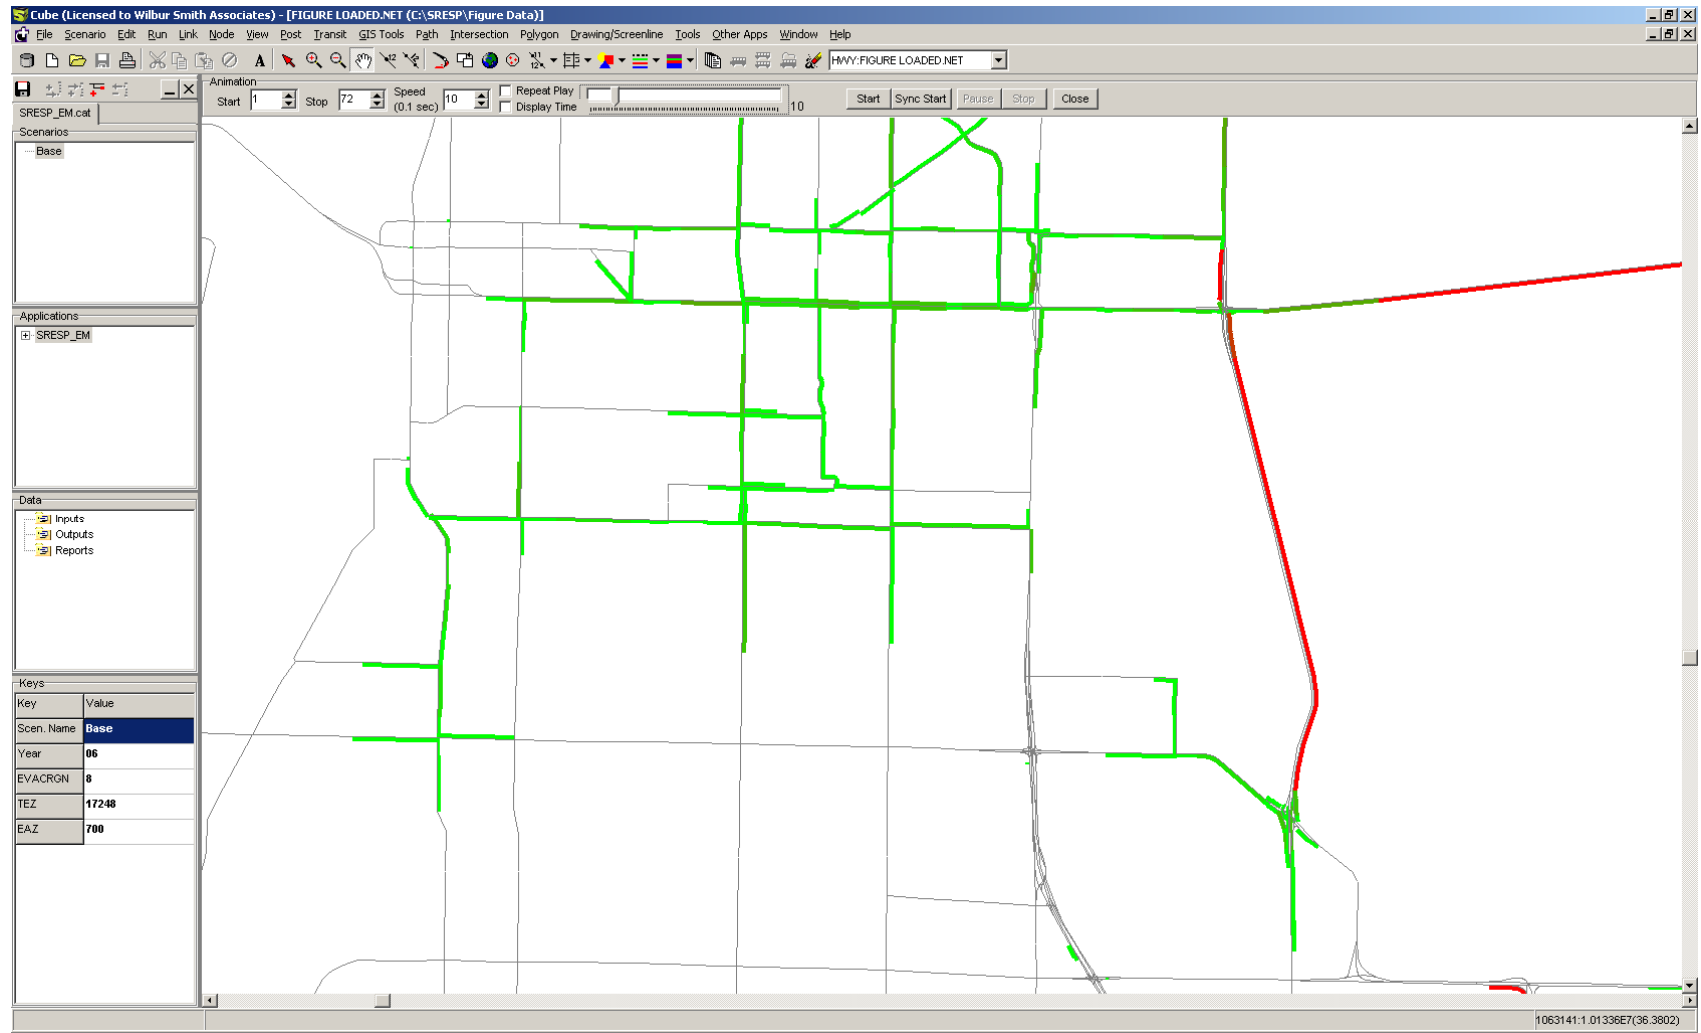 Cube (Licensed to Wilbur Smith Associates) - [FIGURE LOADED.NET (C:\SRESP\Figure Data)]
File Scenario Edit Run Link Node View Post Transit GIS Tools Path Intersection Polygon Drawing/Screenline Tools Other Apps Window Help
A HWY:FIGURE LOADED.NET
Animation
Start 1 Stop 72 Speed (0.1 sec) 10 Repeat Play Display Time 10 Start Sync Start Pause Stop Close
SRESP_EM.cat
Scenarios
Base
Applications
SRESP_EM
Data
Inputs
Outputs
Reports
Keys
Key Value
Scen. Name Base
Year 06
EVACRGN 8
TEZ 17248
EAZ 700
1063141:1.01336E7(36.3802)